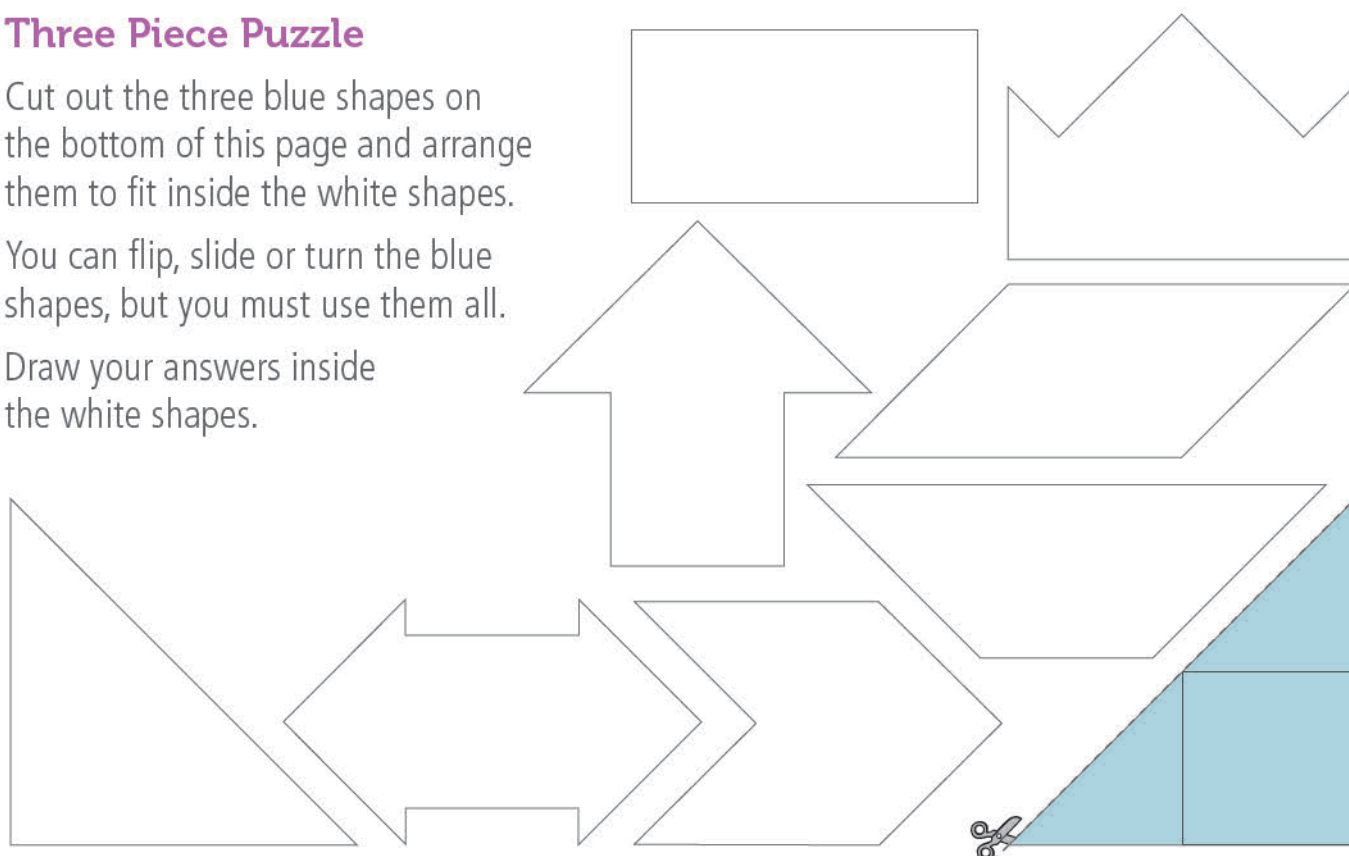 Three Piece Puzzle
Cut out the three blue shapes on
the bottom of this page and arrange
them to fit inside the white shapes.
You can flip, slide or turn the blue
shapes, but you must use them all.
Draw your answers inside
the white shapes.